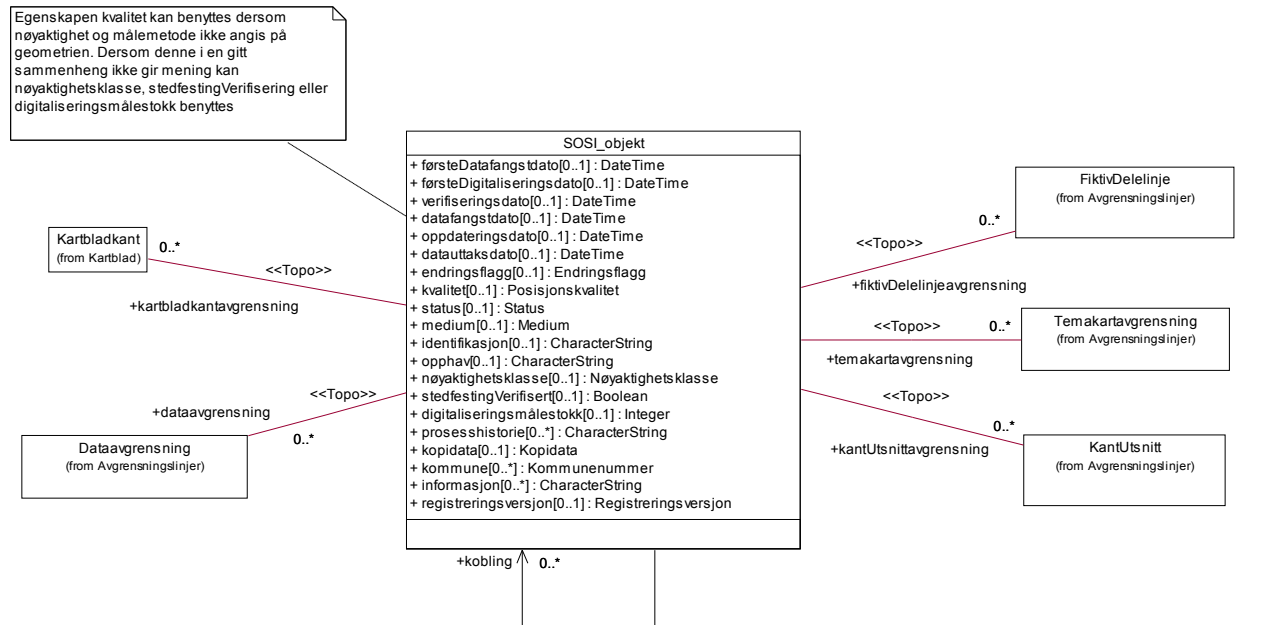 Egenskapen kvalitet kan benyttes dersom
nøyaktighet og målemetode ikke angis på
geometrien. Dersom denne i en gitt
sammenheng ikke gir mening kan
nøyaktighetsklasse, stedfestingVerifisering eller
digitaliseringsmålestokk benyttes
SOSI_objekt
+ førsteDatafangstdato[0..1] : DateTime
+ førsteDigitaliseringsdato[0..1] : DateTime
+ verifiseringsdato[0..1] : DateTime
+ datafangstdato[0..1] : DateTime
+ oppdateringsdato[0..1] : DateTime
+ datauttaksdato[0..1] : DateTime
+ endringsflagg[0..1] : Endringsflagg
+ kvalitet[0..1] : Posisjonskvalitet
+ status[0..1] : Status
+ medium[0..1] : Medium
+ identifikasjon[0..1] : CharacterString
+ opphav[0..1] : CharacterString
+ nøyaktighetsklasse[0..1] : Nøyaktighetsklasse
+ stedfestingVerifisert[0..1] : Boolean
+ digitaliseringsmålestokk[0..1] : Integer
+ prosesshistorie[0..*] : CharacterString
+ kopidata[0..1] : Kopidata
+ kommune[0..*] : Kommunenummer
+ informasjon[0..*] : CharacterString
+ registreringsversjon[0..1] : Registreringsversjon
Kartbladkant
(from Kartblad)
0..*
<<Topo>>
+kartbladkantavgrensning
<<Topo>>
+dataavgrensning
0..*
Dataavgrensning
(from Avgrensningslinjer)
FiktivDelelinje
(from Avgrensningslinjer)
0..*
<<Topo>>
+fiktivDelelinjeavgrensning
Temakartavgrensning
(from Avgrensningslinjer)
<<Topo>>
0..*
+temakartavgrensning
<<Topo>>
0..*
+kantUtsnittavgrensning
KantUtsnitt
(from Avgrensningslinjer)
+kobling
0..*